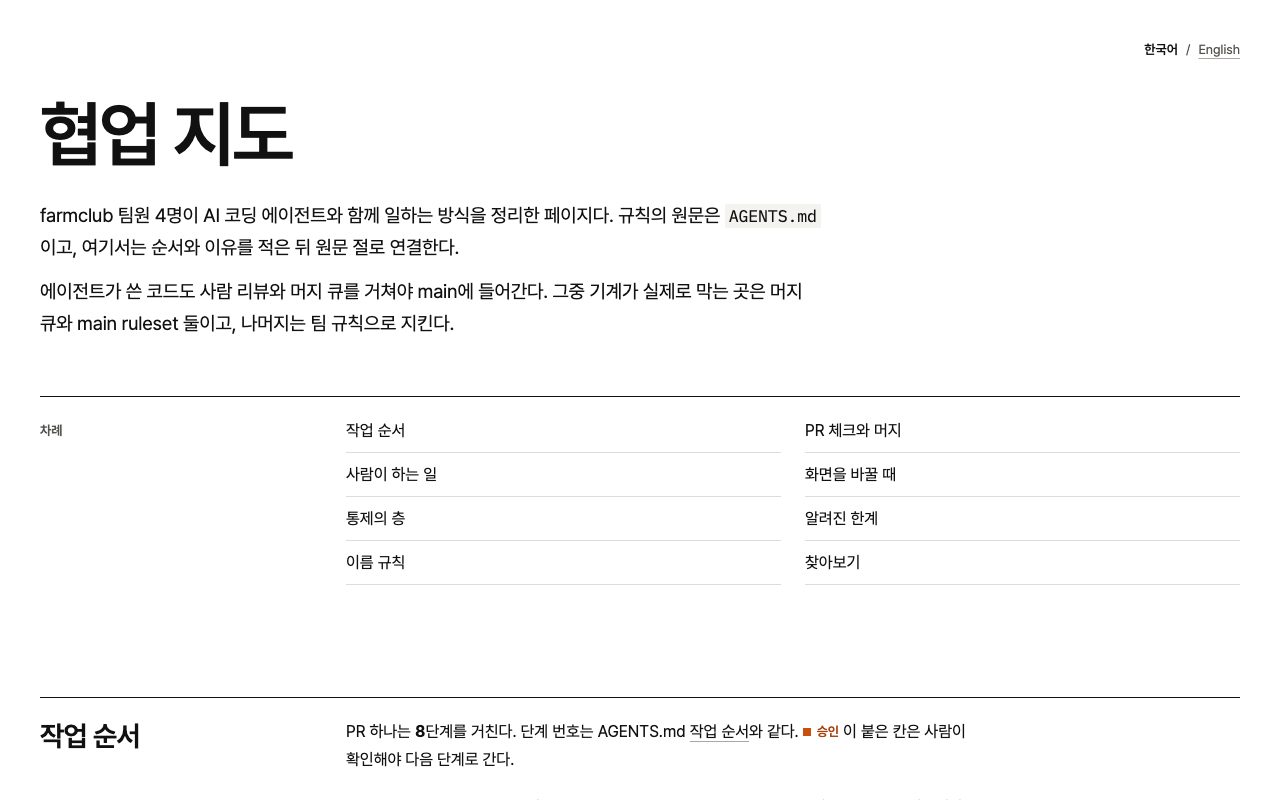 한국어 / English
협업 지도
farmclub 팀원 4명이 AI 코딩 에이전트와 함께 일하는 방식을 정리한 페이지다. 규칙의 원문은 AGENTS.md
이고, 여기서는 순서와 이유를 적은 뒤 원문 절로 연결한다.
에이전트가 쓴 코드도 사람 리뷰와 머지 큐를 거쳐야 main에 들어간다. 그중 기계가 실제로 막는 곳은 머지
큐와 main ruleset 둘이고, 나머지는 팀 규칙으로 지킨다.
차례
작업 순서
사람이 하는 일
통제의 층
이름 규칙
PR 체크와 머지
화면을 바꿀 때
알려진 한계
찾아보기
작업 순서
PR 하나는 8단계를 거친다. 단계 번호는 AGENTS.md 작업 순서와 같다. 승인 이 붙은 칸은 사람이
확인해야 다음 단계로 간다.